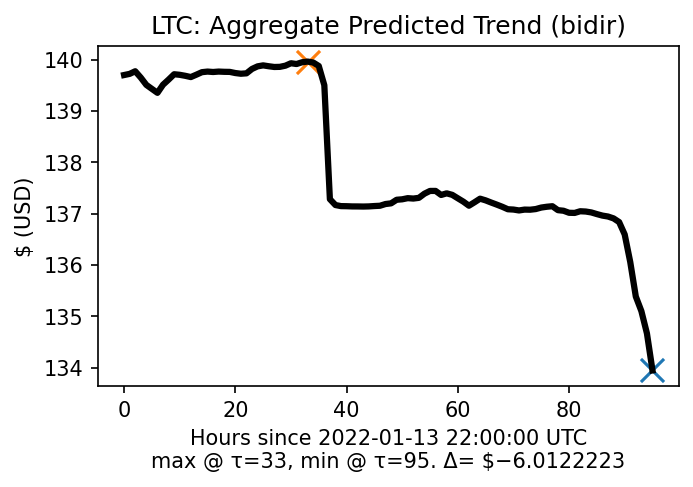 LTC: Aggregate Predicted Trend (bidir)
140
139
138
137
136
135
134
$ (USD)
0 20 40 60 80
Hours since 2022-01-13 22:00:00 UTC
max @ τ=33, min @ τ=95. Δ= $−6.0122223